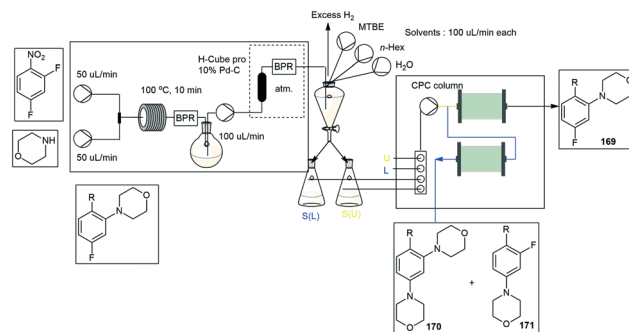 Excess H2
MTBE
n-Hex
H2O
Solvents : 100 uL/min each
NO2
F
F
NH
O
50 uL/min
50 uL/min
100 oC, 10 min
BPR
100 uL/min
H-Cube pro
10% Pd-C
BPR
atm.
R
N
O
F
S(L)
S(U)
CPC column
U
L
R
N
O
F
169
R
N
O
N
O
170
+
R
F
N
O
171